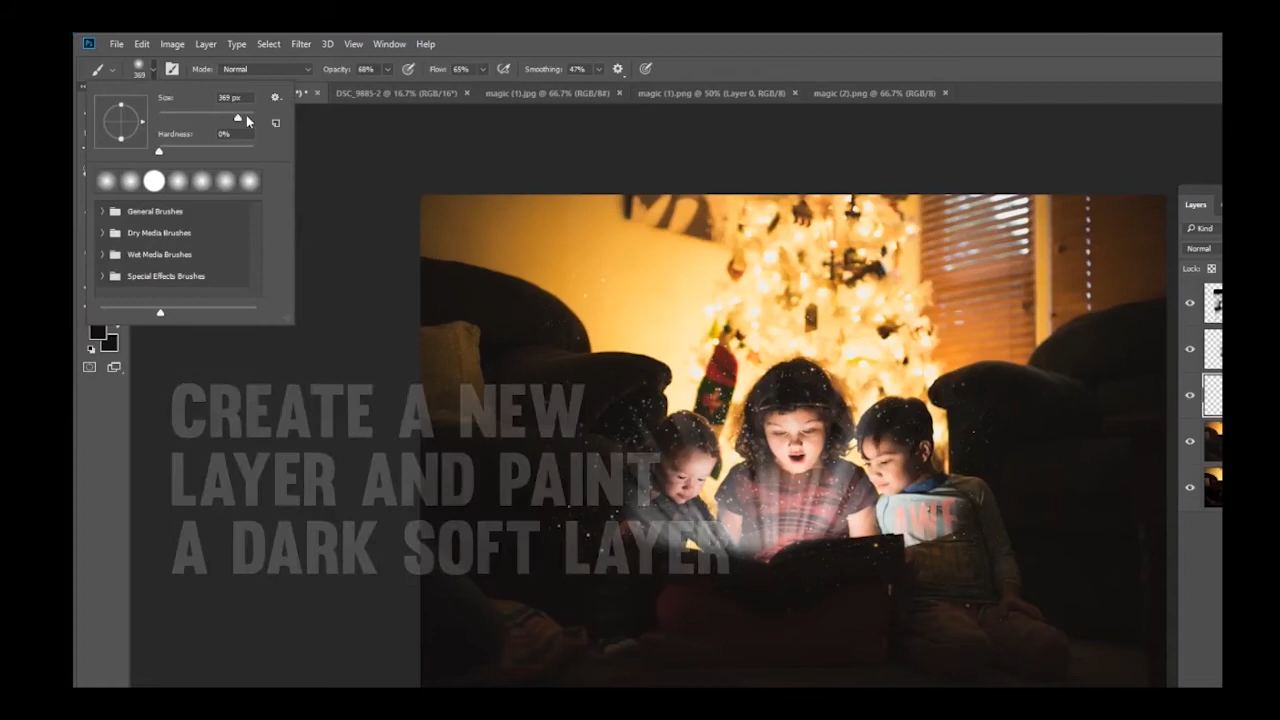 Ps File Edit Image Layer Type Select Filter 3D View Window Help
369 Mode: Normal Opacity: 68% Flow: 65% Smoothing: 47%
*) * × DSC_9885-2 @ 16.7% (RGB/16*) × magic (1).jpg @ 66.7% (RGB/8#) × magic (1).png @ 50% (Layer 0, RGB/8) × magic (2).png @ 66.7% (RGB/8) ×
Size: 369 px
Hardness: 0%
General Brushes
Dry Media Brushes
Wet Media Brushes
Special Effects Brushes
Layers
Kind
Normal
Lock:
CREATE A NEW
LAYER AND PAINT
A DARK SOFT LAYER